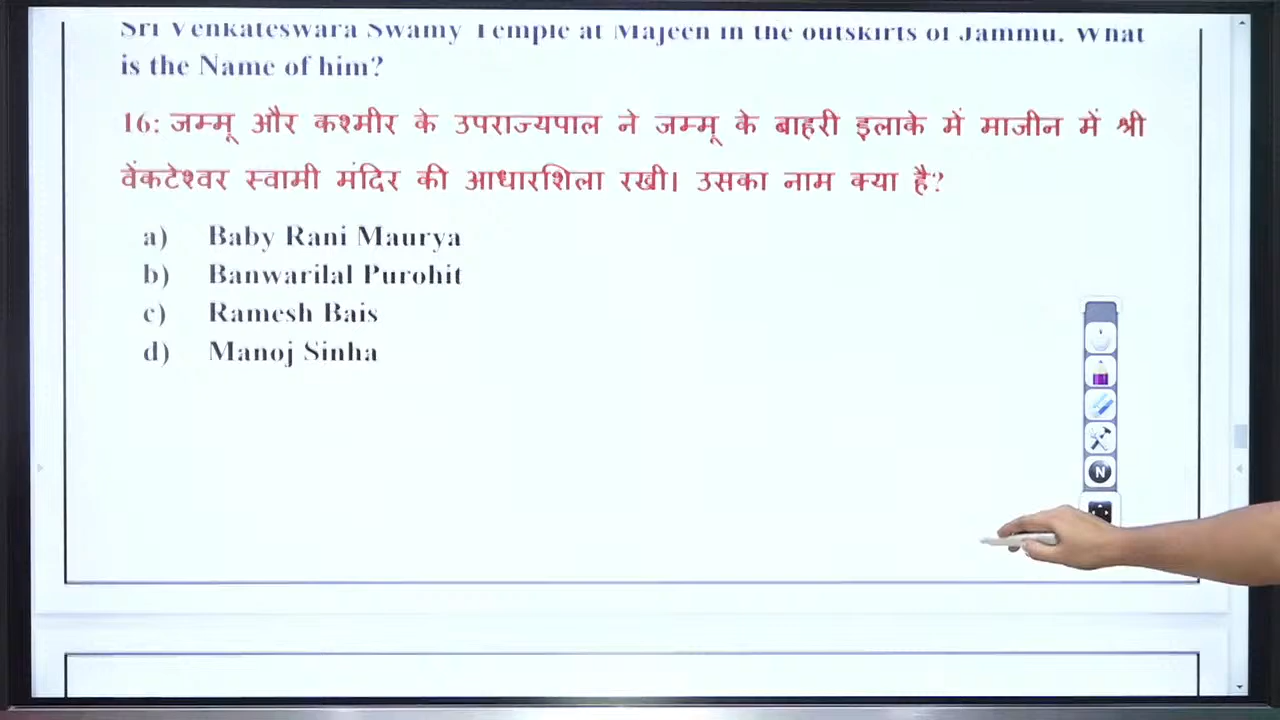 Sri Venkateswara Swamy Temple at Majeen in the outskirts of Jammu. What
is the Name of him?
16: जम्मू और कश्मीर के उपराज्यपाल ने जम्मू के बाहरी इलाके में माजीन में श्री
वेंकटेश्वर स्वामी मंदिर की आधारशिला रखी। उसका नाम क्या है?
a) Baby Rani Maurya
b) Banwarilal Purohit
c) Ramesh Bais
d) Manoj Sinha
N